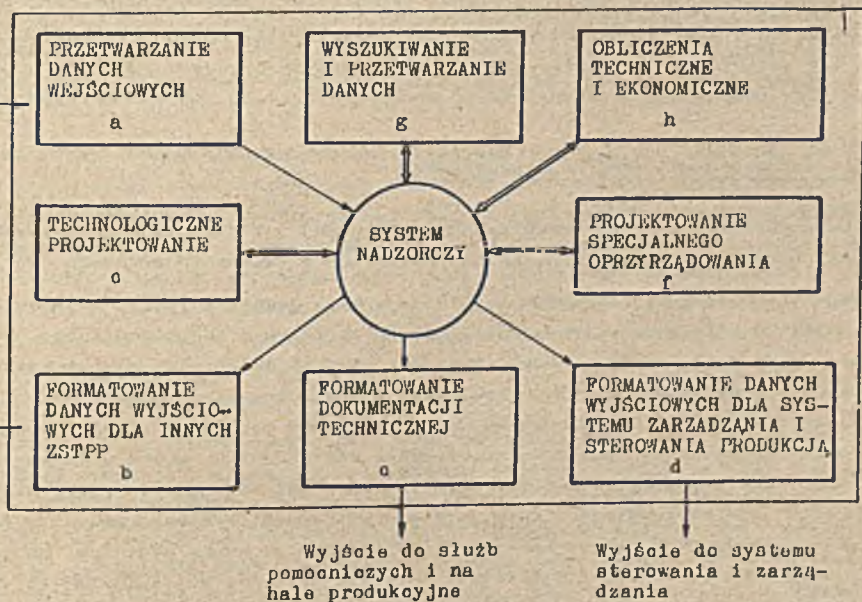 PRZETWARZANIE
DANYCH
WEJŚCIOWYCH
a
WYSZUKIWANIE
I PRZETWARZANIE
DANYCH
g
OBLICZENIA
TECHNICZNE
I EKONOMICZNE
h
TECHNOLOGICZNE
PROJEKTOWANIE
o
SYSTEM
NADZORCZY
PROJEKTOWANIE
SPECJALNEGO
OPRZYRZĄDOWANIA
f
FORMATOWANIE
DANYCH WYJŚCIO-
WYCH DLA INNYCH
ZSTPP
b
FORMATOWANIE
DOKUMENTACJI
TECHNICZNEJ
c
FORMATOWANIE DANYCH
WYJŚCIOWYCH DLA SYS-
TEMU ZARZADZĄNIA I
STEROWANIA PRODUKCJĄ
d
Wyjście do służb
pomocniczych i na
hale produkcyjne
Wyjście do systemu
sterowania i zarzą-
dzania